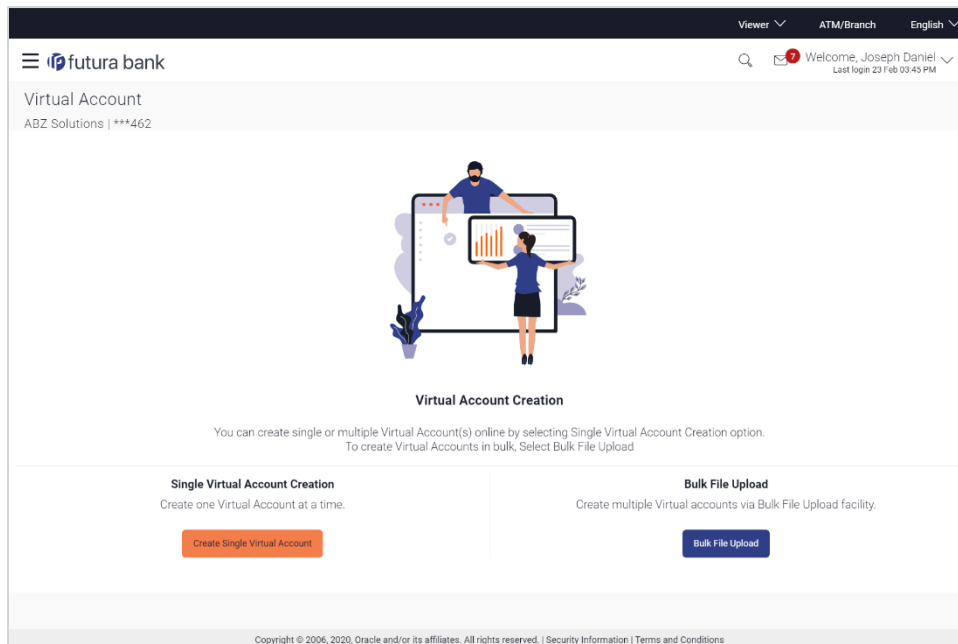 Viewer ATM/Branch English
futura bank
7 Welcome, Joseph Daniel
Last login 23 Feb 03:45 PM
Virtual Account
ABZ Solutions | ***462
Virtual Account Creation
You can create single or multiple Virtual Account(s) online by selecting Single Virtual Account Creation option.
To create Virtual Accounts in bulk, Select Bulk File Upload
Single Virtual Account Creation
Create one Virtual Account at a time.
Create Single Virtual Account
Bulk File Upload
Create multiple Virtual accounts via Bulk File Upload facility.
Bulk File Upload
Copyright © 2006, 2020, Oracle and/or its affiliates. All rights reserved. | Security Information | Terms and Conditions